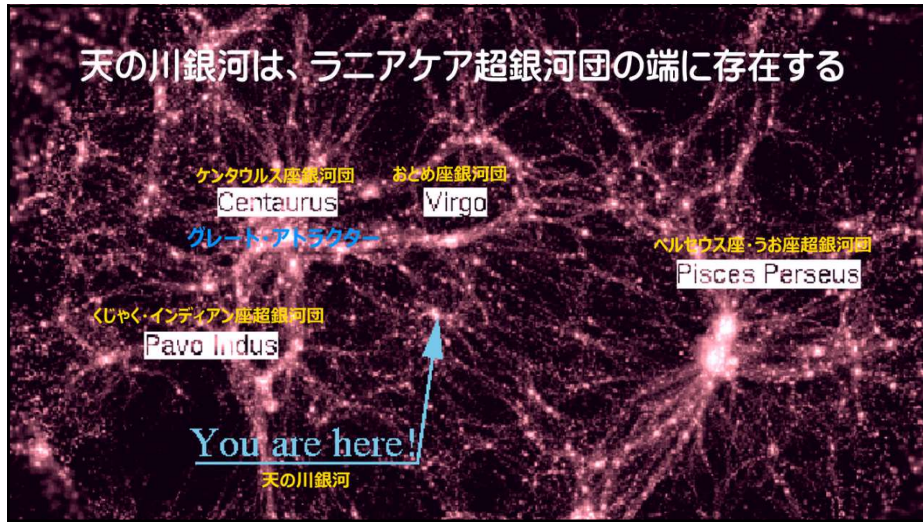 天の川銀河は、ラニアケア超銀河団の端に存在する
ケンタウルス座銀河団
Centaurus
おとめ座銀河団
Virgo
グレート・アトラクター
ペルセウス座・うお座超銀河団
Pisces Perseus
くじゃく・インディアン座超銀河団
Pavo Indus
You are here!
天の川銀河